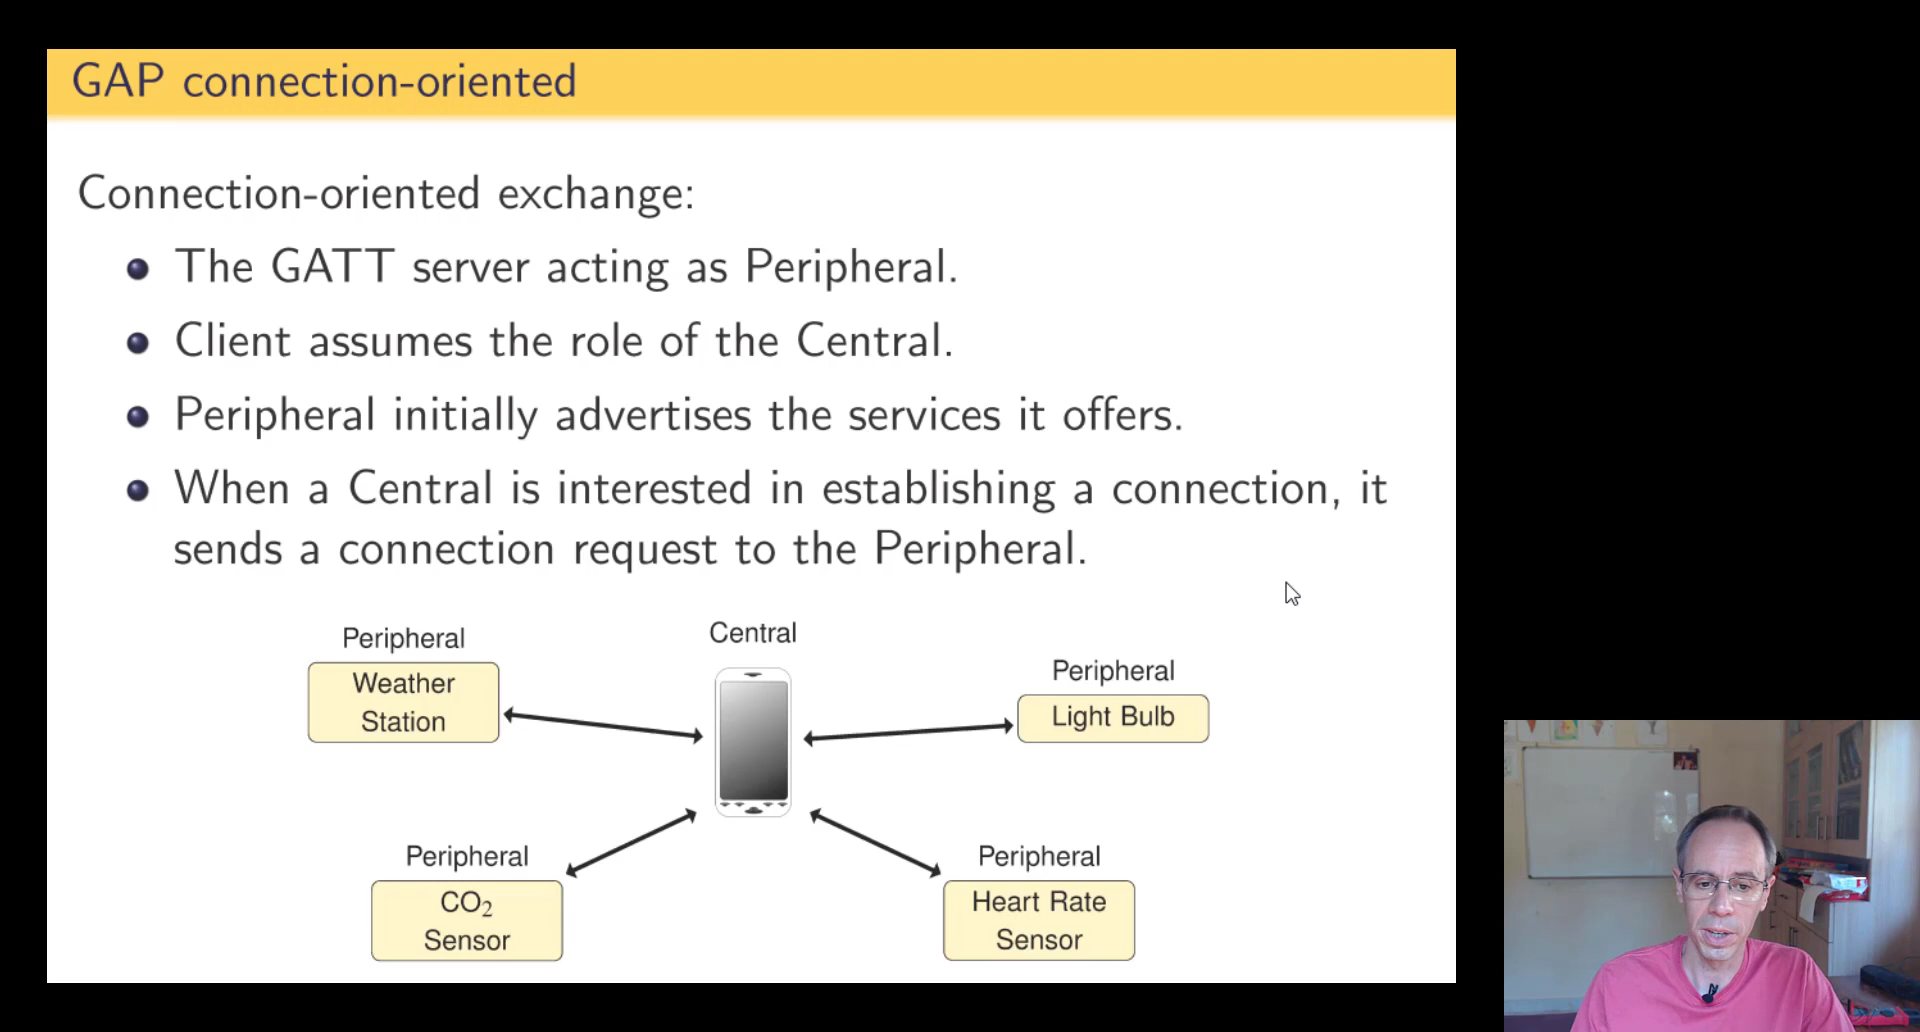 GAP connection-oriented
Connection-oriented exchange:
The GATT server acting as Peripheral.
Client assumes the role of the Central.
Peripheral initially advertises the services it offers.
When a Central is interested in establishing a connection, it
sends a connection request to the Peripheral.
Peripheral
Weather
Station
Central
Peripheral
Light Bulb
Peripheral
CO₂
Sensor
Peripheral
Heart Rate
Sensor